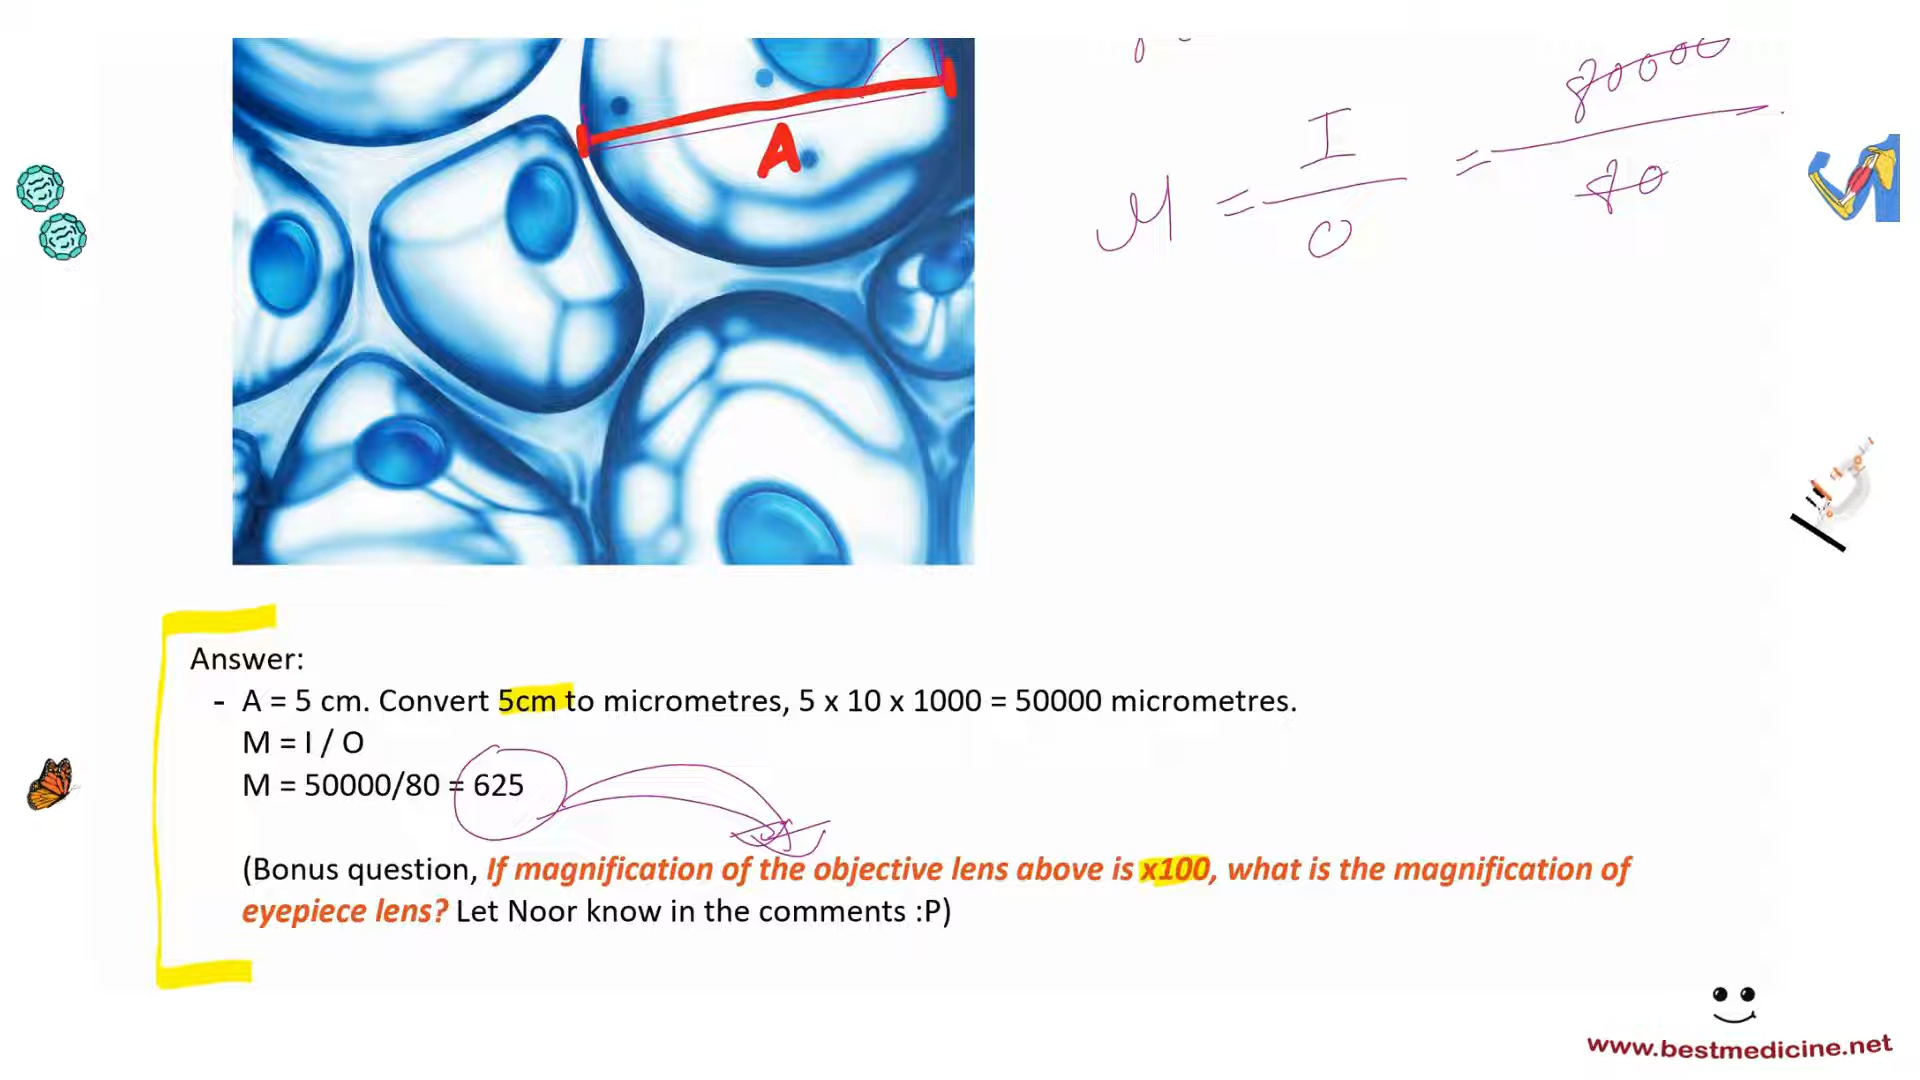 A
M = I / O = 80000 / 80
Answer:
- A = 5 cm. Convert 5cm to micrometres, 5 x 10 x 1000 = 50000 micrometres.
M = I / O
M = 50000/80 = 625
(Bonus question, If magnification of the objective lens above is x100, what is the magnification of
eyepiece lens? Let Noor know in the comments :P)
www.bestmedicine.net